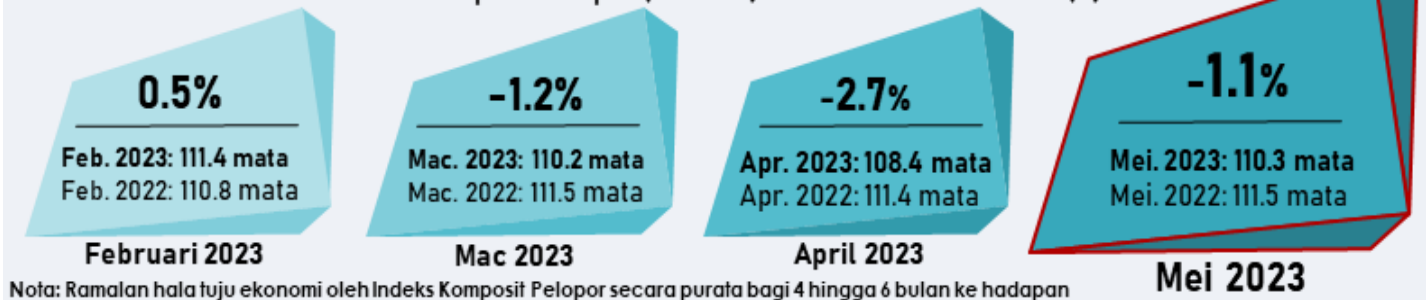 0.5%
Feb. 2023: 111.4 mata
Feb. 2022: 110.8 mata
Februari 2023
-1.2%
Mac. 2023: 110.2 mata
Mac. 2022: 111.5 mata
Mac 2023
-2.7%
Apr. 2023: 108.4 mata
Apr. 2022: 111.4 mata
April 2023
-1.1%
Mei. 2023: 110.3 mata
Mei. 2022: 111.5 mata
Mei 2023
Nota: Ramalan hala tuju ekonomi oleh Indeks Komposit Pelopor secara purata bagi 4 hingga 6 bulan ke hadapan